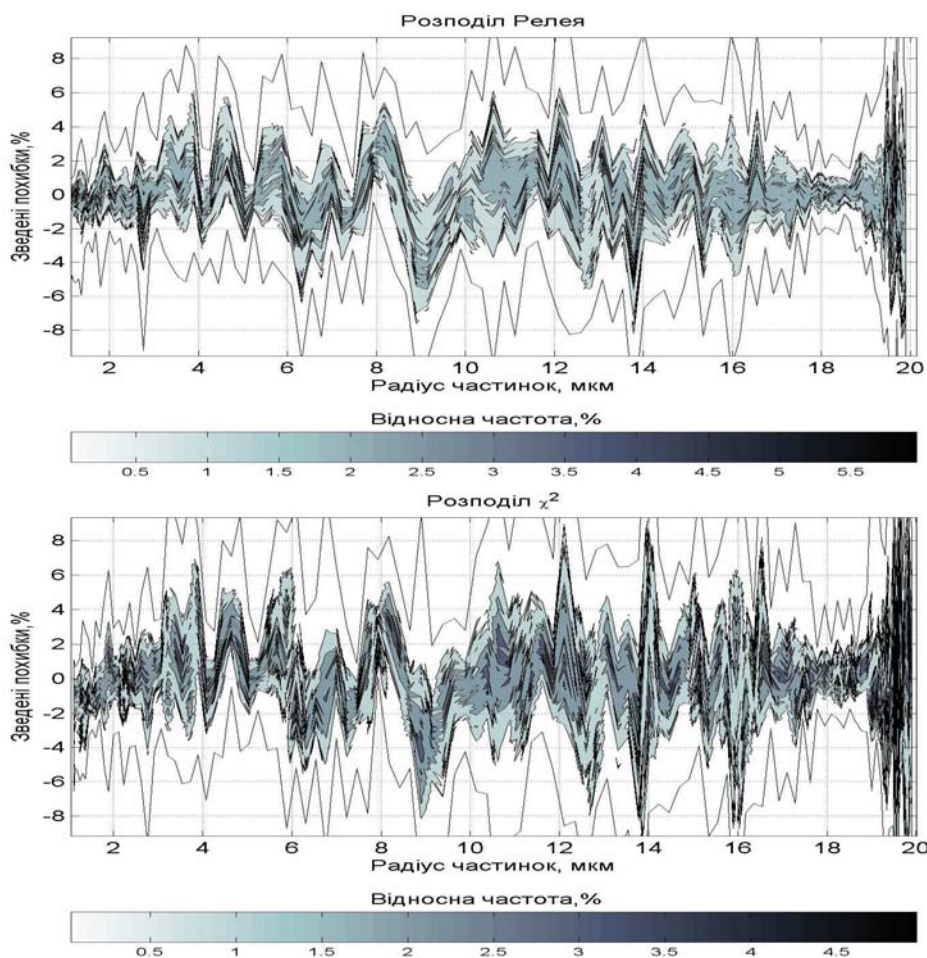 Розподіл Релея
Зведені похибки,%
8
6
4
2
0
-2
-4
-6
-8
2 4 6 8 10 12 14 16 18 20
Радіус частинок, мкм
Відносна частота,%
0.5 1 1.5 2 2.5 3 3.5 4 4.5 5 5.5
Розподіл χ²
Зведені похибки,%
8
6
4
2
0
-2
-4
-6
-8
2 4 6 8 10 12 14 16 18 20
Радіус частинок, мкм
Відносна частота,%
0.5 1 1.5 2 2.5 3 3.5 4 4.5